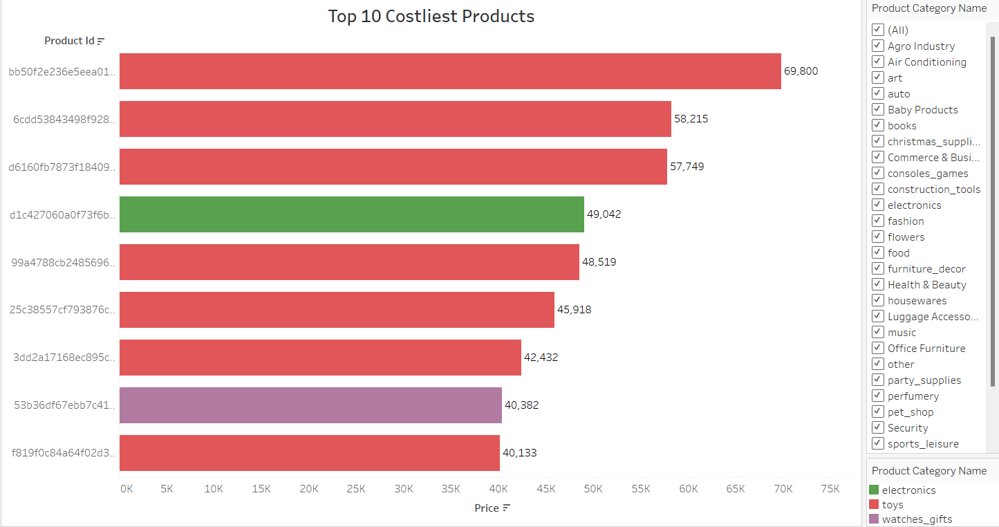 Top 10 Costliest Products
Product Id
bb50f2e236e5eea01..
69,800
6cdd53843498f928..
58,215
d6160fb7873f18409..
57,749
d1c427060a0f73f6b..
49,042
99a4788cb2485696..
48,519
25c38557cf793876c..
45,918
3dd2a17168ec895c..
42,432
53b36df67ebb7c41..
40,382
f819f0c84a64f02d3..
40,133
0K 5K 10K 15K 20K 25K 30K 35K 40K 45K 50K 55K 60K 65K 70K 75K
Price
Product Category Name
(All)
Agro Industry
Air Conditioning
art
auto
Baby Products
books
christmas_suppli...
Commerce & Busi...
consoles_games
construction_tools
electronics
fashion
flowers
food
furniture_decor
Health & Beauty
housewares
Luggage Accesso...
music
Office Furniture
other
party_supplies
perfumery
pet_shop
Security
sports_leisure
Product Category Name
electronics
toys
watches_gifts